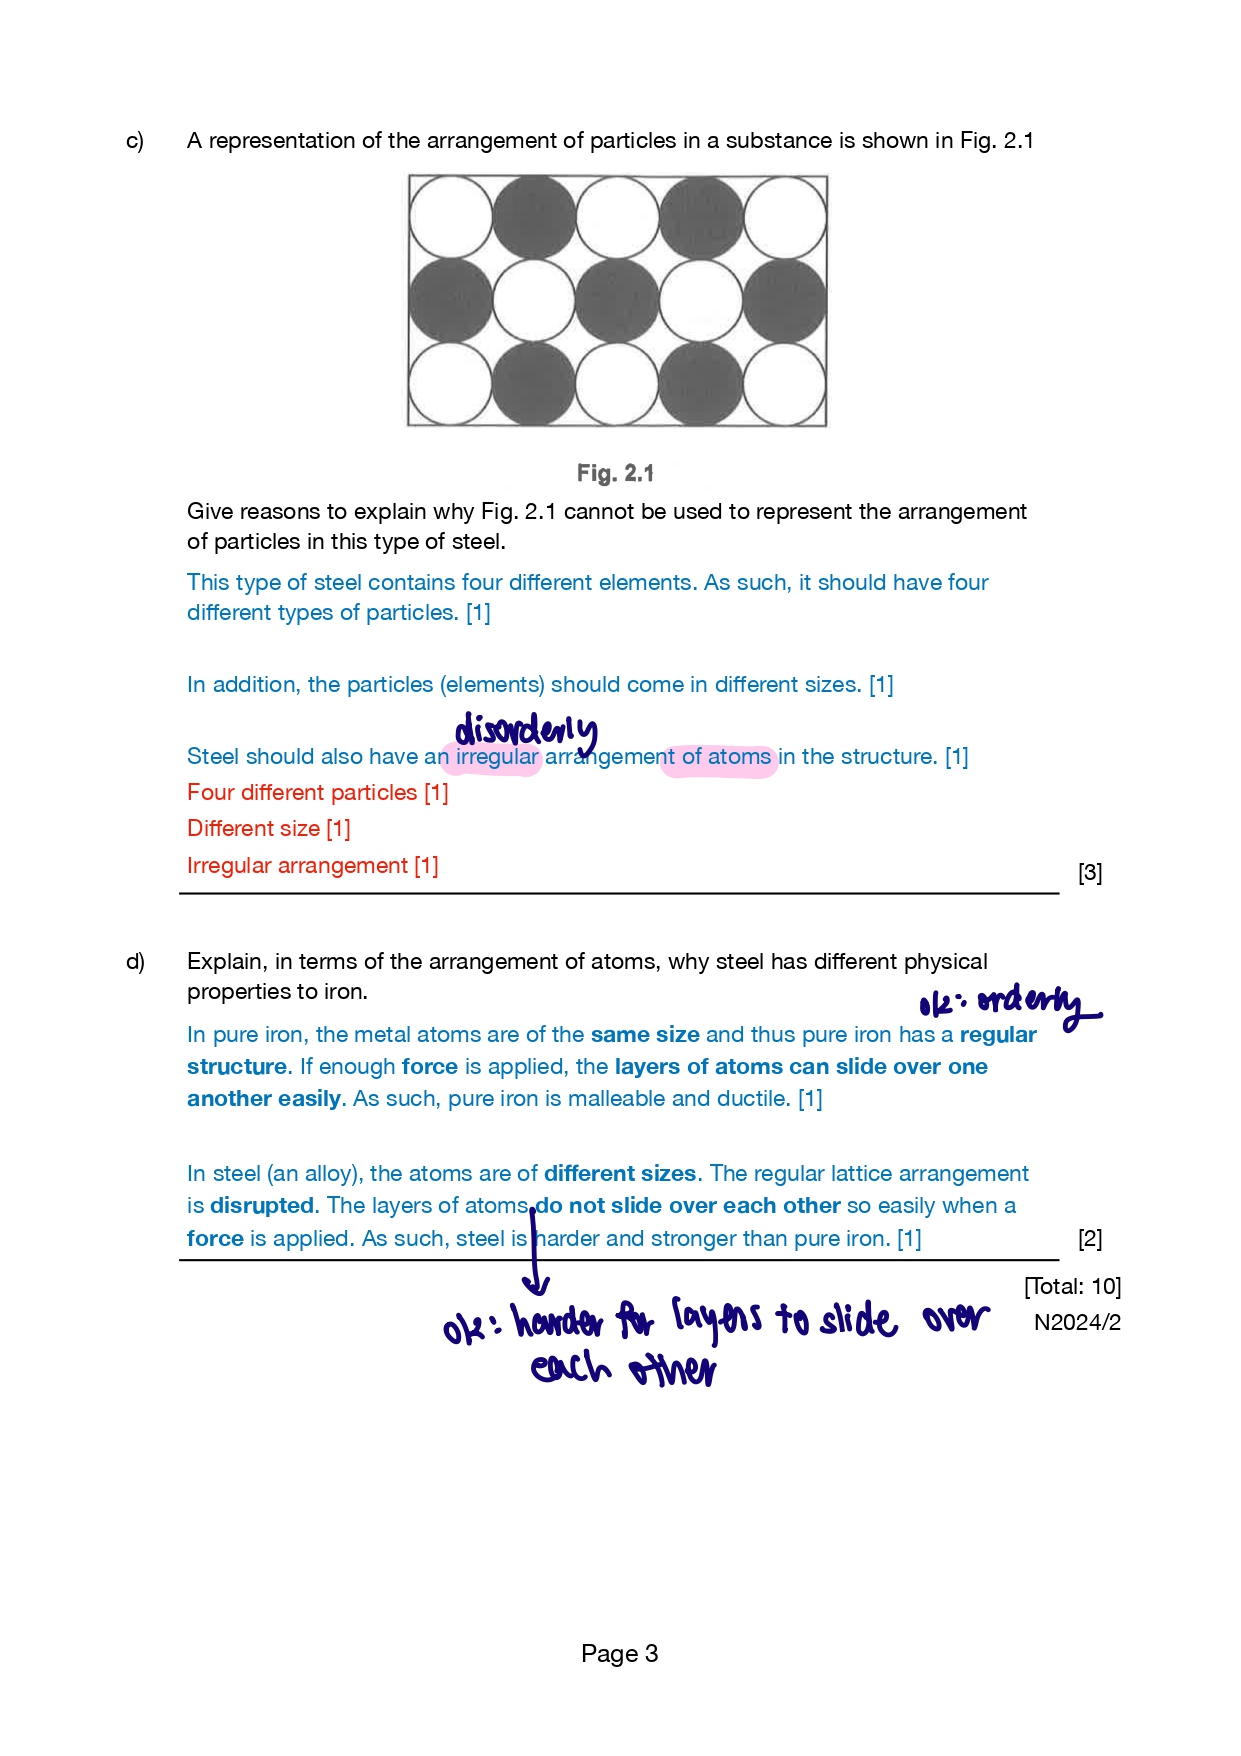 c) A representation of the arrangement of particles in a substance is shown in Fig. 2.1
Fig. 2.1
Give reasons to explain why Fig. 2.1 cannot be used to represent the arrangement
of particles in this type of steel.
This type of steel contains four different elements. As such, it should have four
different types of particles. [1]
In addition, the particles (elements) should come in different sizes. [1]
disorderly
Steel should also have an irregular arrangement of atoms in the structure. [1]
Four different particles [1]
Different size [1]
Irregular arrangement [1]
[3]
d) Explain, in terms of the arrangement of atoms, why steel has different physical
properties to iron.
ok: orderly
In pure iron, the metal atoms are of the same size and thus pure iron has a regular
structure. If enough force is applied, the layers of atoms can slide over one
another easily. As such, pure iron is malleable and ductile. [1]
In steel (an alloy), the atoms are of different sizes. The regular lattice arrangement
is disrupted. The layers of atoms do not slide over each other so easily when a
force is applied. As such, steel is harder and stronger than pure iron. [1] [2]
[Total: 10]
ok: harder for layers to slide over
N2024/2
each other
Page 3